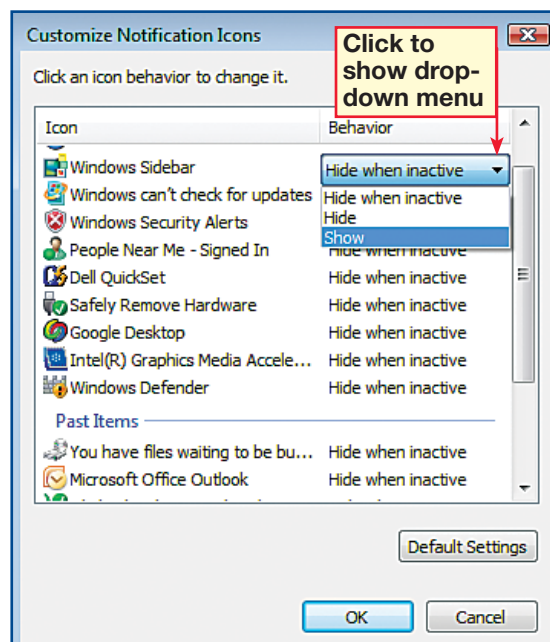 Customize Notification Icons
Click to
show drop-
down menu
Click an icon behavior to change it.
Icon Behavior
Windows Sidebar Hide when inactive
Windows can't check for updates Hide when inactive
Windows Security Alerts Hide
Show
People Near Me - Signed In Hide when inactive
Dell QuickSet Hide when inactive
Safely Remove Hardware Hide when inactive
Google Desktop Hide when inactive
Intel(R) Graphics Media Accele... Hide when inactive
Windows Defender Hide when inactive
Past Items
You have files waiting to be bu... Hide when inactive
Microsoft Office Outlook Hide when inactive
Default Settings
OK Cancel